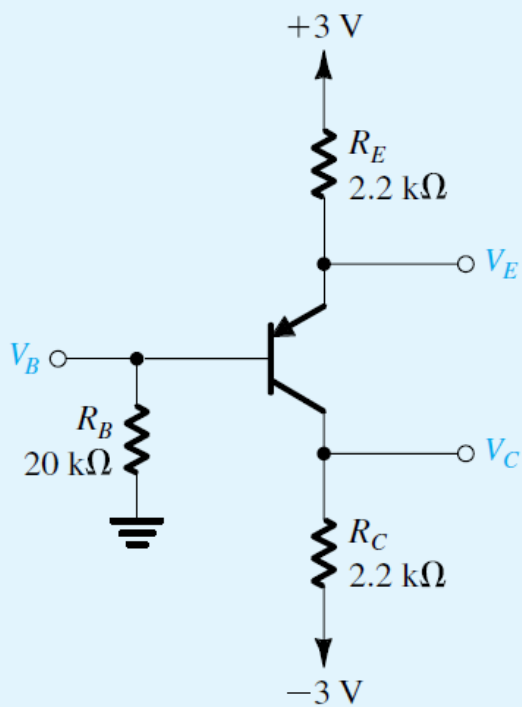 +3 V
R_E
2.2 kΩ
V_E
V_B
R_B
20 kΩ
V_C
R_C
2.2 kΩ
−3 V